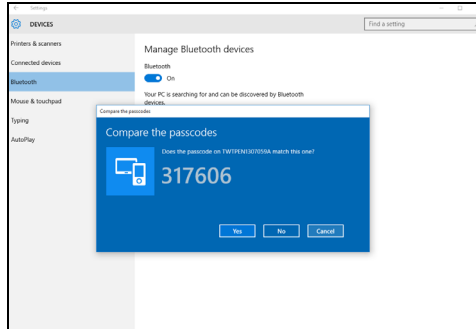 Settings
DEVICES
Find a setting
Printers & scanners
Connected devices
Bluetooth
Mouse & touchpad
Typing
AutoPlay
Manage Bluetooth devices
Bluetooth
On
Your PC is searching for and can be discovered by Bluetooth
devices.
Compare the passcodes
Compare the passcodes
Does the passcode on TWTPEN1307059A match this one?
317606
Yes
No
Cancel